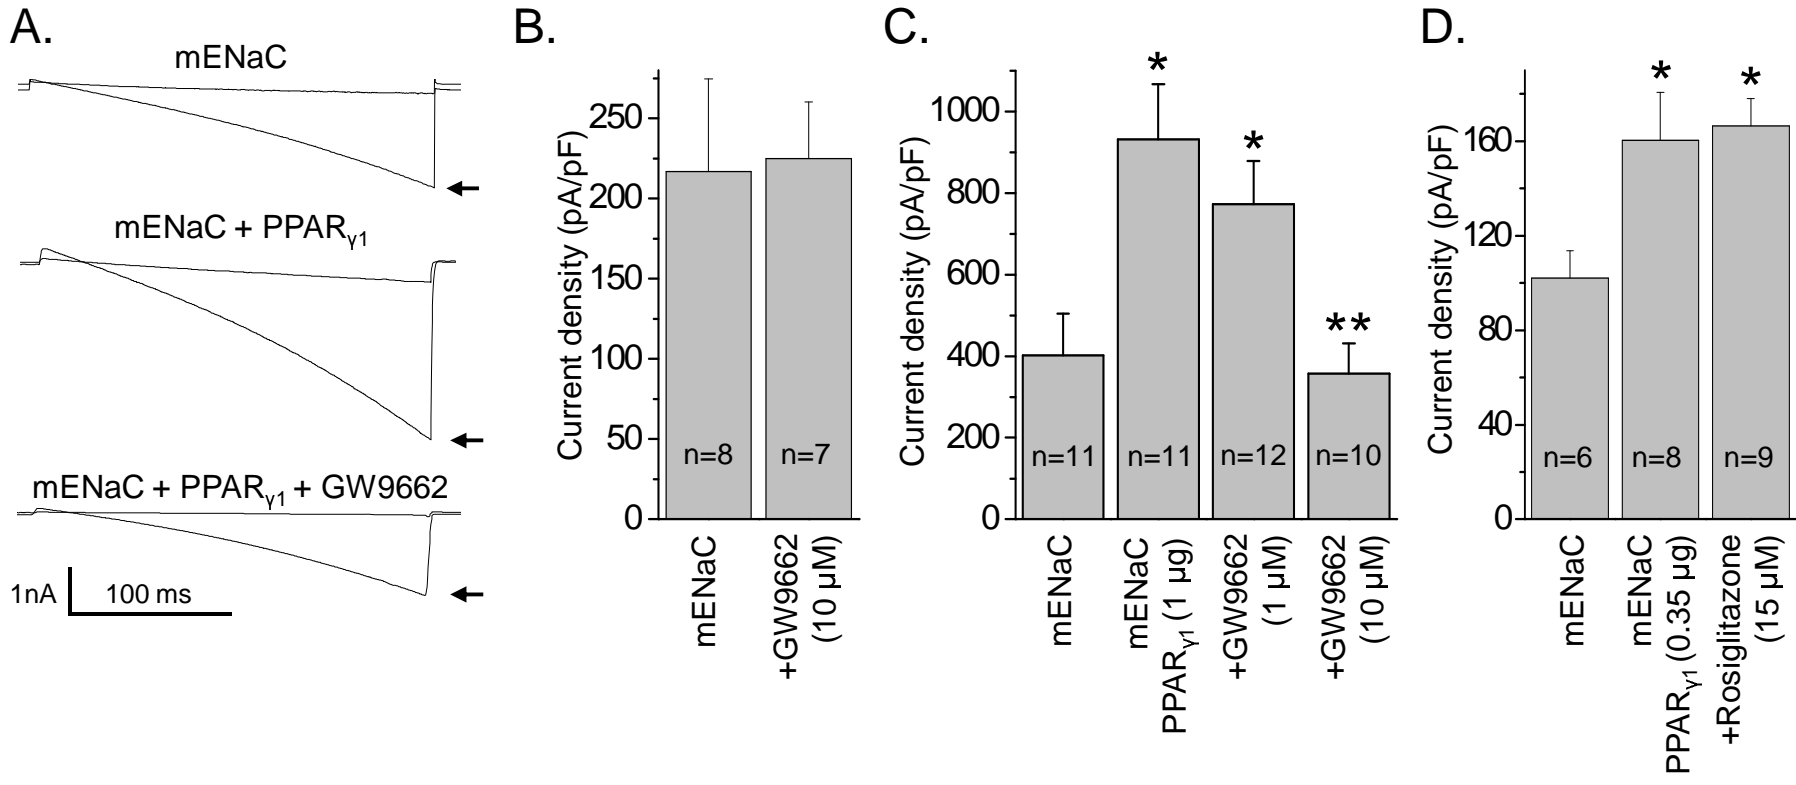 A.
mENaC
mENaC + PPARγ1
mENaC + PPARγ1 + GW9662
1nA
100 ms
B.
Current density (pA/pF)
250
200
150
100
50
0
n=8
n=7
mENaC
+GW9662
(10 µM)
C.
Current density (pA/pF)
1000
800
600
400
200
0
*
*
**
n=11
n=11
n=12
n=10
mENaC
mENaC
PPARγ1 (1 µg)
+GW9662
(1 µM)
+GW9662
(10 µM)
D.
Current density (pA/pF)
160
120
80
40
0
*
*
n=6
n=8
n=9
mENaC
mENaC
PPARγ1 (0.35 µg)
+Rosiglitazone
(15 µM)